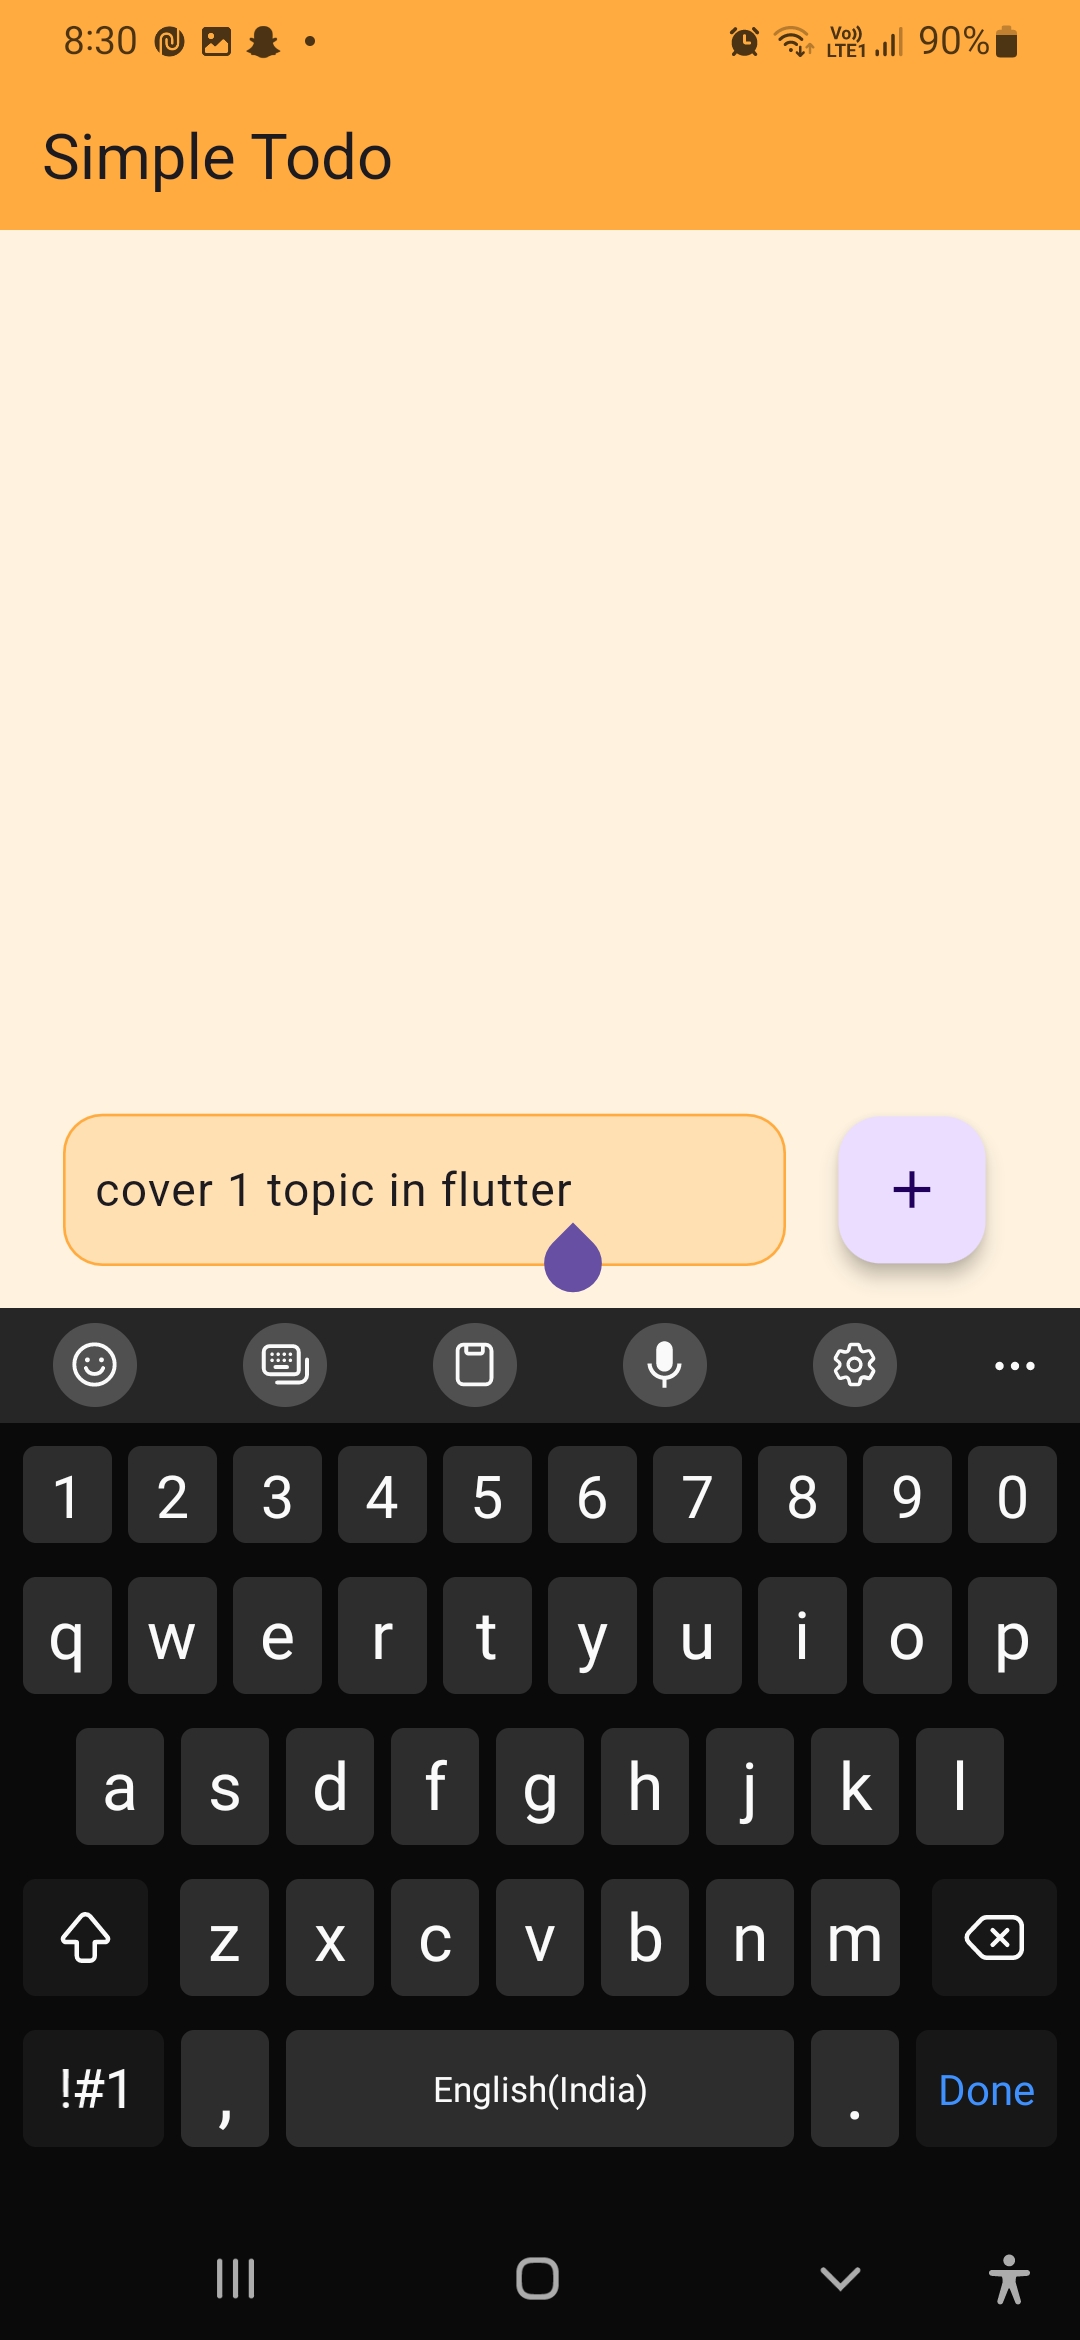 8:30 Vo)) LTE1 90%
Simple Todo
cover 1 topic in flutter
1 2 3 4 5 6 7 8 9 0
q w e r t y u i o p
a s d f g h j k l
z x c v b n m
!#1 , English(India) . Done